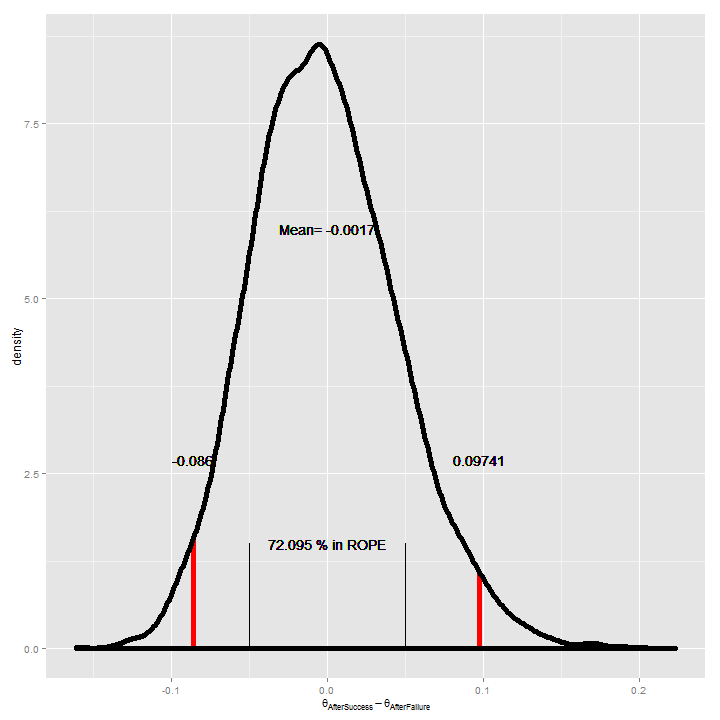 7.5
Mean= -0.0017
5.0
density
-0.086
0.09741
2.5
72.095 % in ROPE
0.0
-0.1
0.0
0.1
0.2
θAfterSuccess − θAfterFailure